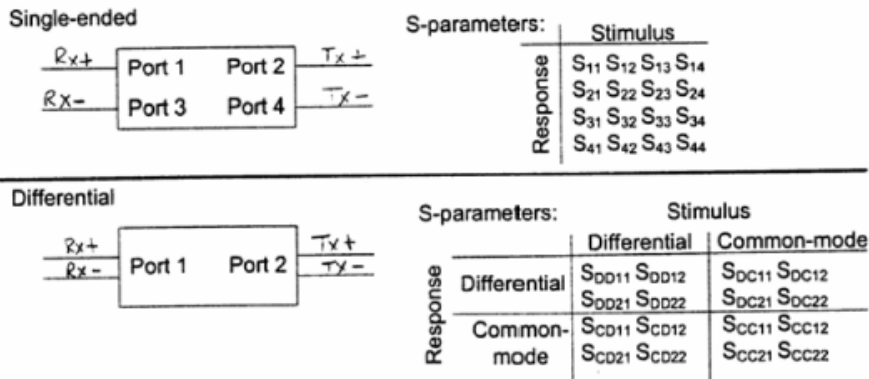 Single-ended
Rx+ Port 1 Port 2 Tx+
Rx- Port 3 Port 4 Tx-
S-parameters:
Stimulus
Response
S11 S12 S13 S14
S21 S22 S23 S24
S31 S32 S33 S34
S41 S42 S43 S44
Differential
Rx+ Tx+
Rx- Port 1 Port 2 Tx-
S-parameters: Stimulus
Differential Common-mode
Response
Differential SDD11 SDD12 SDC11 SDC12
SDD21 SDD22 SDC21 SDC22
Common- SCD11 SCD12 SCC11 SCC12
mode SCD21 SCD22 SCC21 SCC22